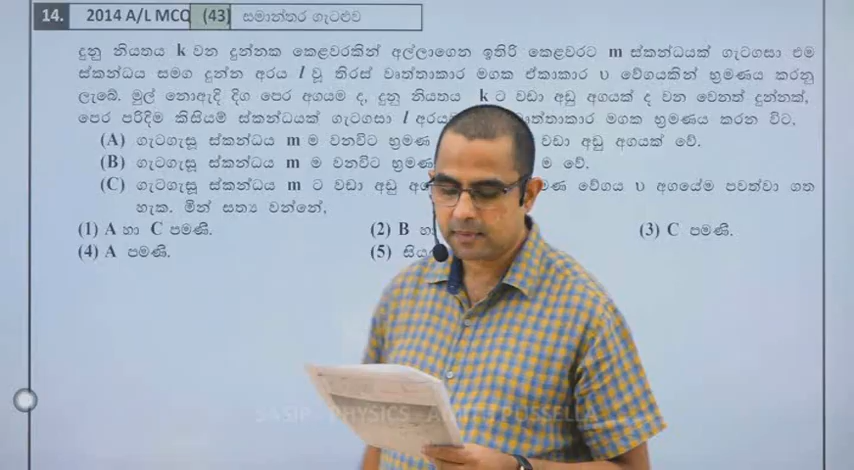 14. 2014 A/L MCQ (43) සමාන්තර ගැටළුව
දුනු නියතය k වන දුන්නක කෙළවරකින් අල්ලාගෙන ඉතිරි කෙළවරට m ස්කන්ධයක් ගැටගසා එම
ස්කන්ධය සමග දුන්න අරය l වූ තිරස් වෘත්තාකාර මගක ඒකාකාර υ වේගයකින් භ්‍රමණය කරනු
ලැබේ. මුල් නොඇදි දිග පෙර අගයම ද, දුනු නියතය k ට වඩා අඩු අගයක් ද වන වෙනත් දුන්නක්,
පෙර පරිදිම කිසියම් ස්කන්ධයක් ගැටගසා l වෘත්තාකාර මගක භ්‍රමණය කරන විට,
(A) ගැටගැසූ ස්කන්ධය m ම වනවිට භ්‍රමණ වඩා අඩු අගයක් වේ.
(B) ගැටගැසූ ස්කන්ධය m ම වනවිට භ්‍රමණ ම වේ.
(C) ගැටගැසූ ස්කන්ධය m ට වඩා අඩු වේගය υ අගයේම පවත්වා ගත
හැක. මින් සත්‍ය වන්නේ,
(1) A හා C පමණි. (2) B (3) C පමණි.
(4) A පමණි. (5)
SASIP PHYSICS